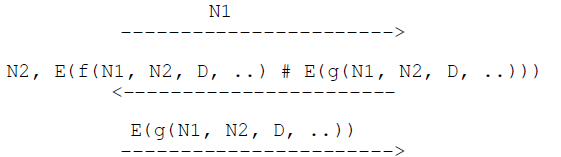 N1
------------------------>
N2, E(f(N1, N2, D, ..) # E(g(N1, N2, D, ..)))
<------------------------
E(g(N1, N2, D, ..))
------------------------>